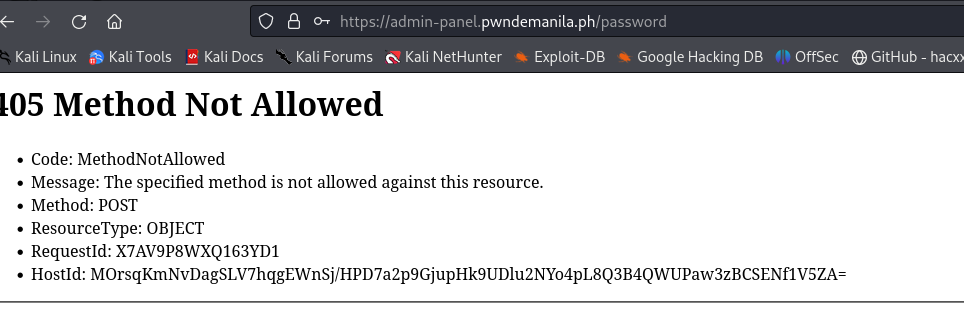 https://admin-panel.pwndemanila.ph/password
Kali Linux Kali Tools Kali Docs Kali Forums Kali NetHunter Exploit-DB Google Hacking DB OffSec GitHub - hacxx
405 Method Not Allowed
• Code: MethodNotAllowed
• Message: The specified method is not allowed against this resource.
• Method: POST
• ResourceType: OBJECT
• RequestId: X7AV9P8WXQ163YD1
• HostId: MOrsqKmNvDagSLV7hqgEWnSj/HPD7a2p9GjupHk9UDlu2NYo4pL8Q3B4QWUPaw3zBCSENf1V5ZA=